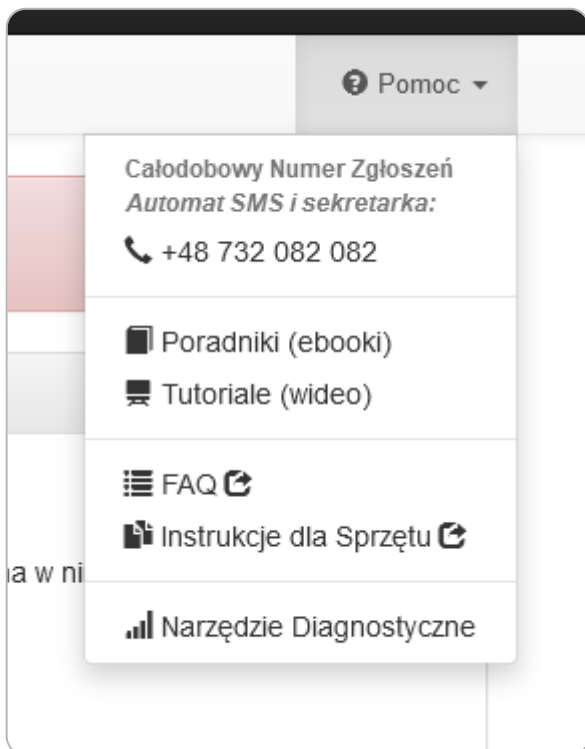 Pomoc
Całodobowy Numer Zgłoszeń
Automat SMS i sekretarka:
+48 732 082 082
Poradniki (ebooki)
Tutoriale (wideo)
FAQ
Instrukcje dla Sprzętu
w ni
Narzędzie Diagnostyczne